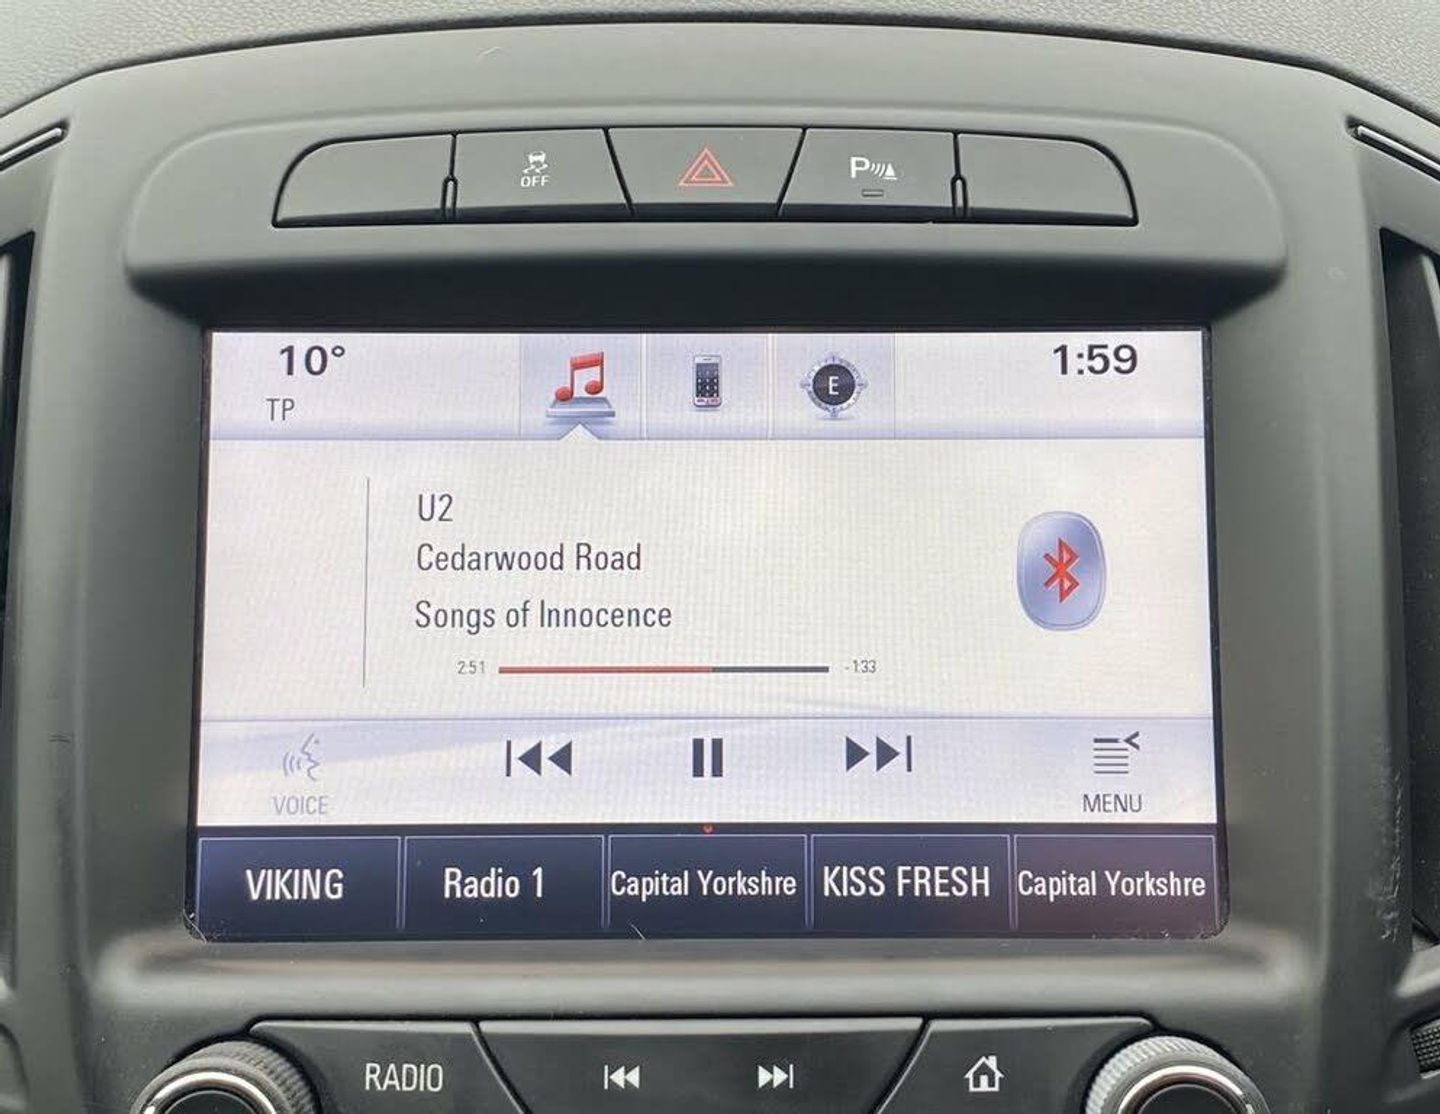 OFF
P
10°
1:59
TP
E
U2
Cedarwood Road
Songs of Innocence
2:51
-1:33
VOICE
MENU
VIKING
Radio 1
Capital Yorkshre
KISS FRESH
Capital Yorkshre
RADIO